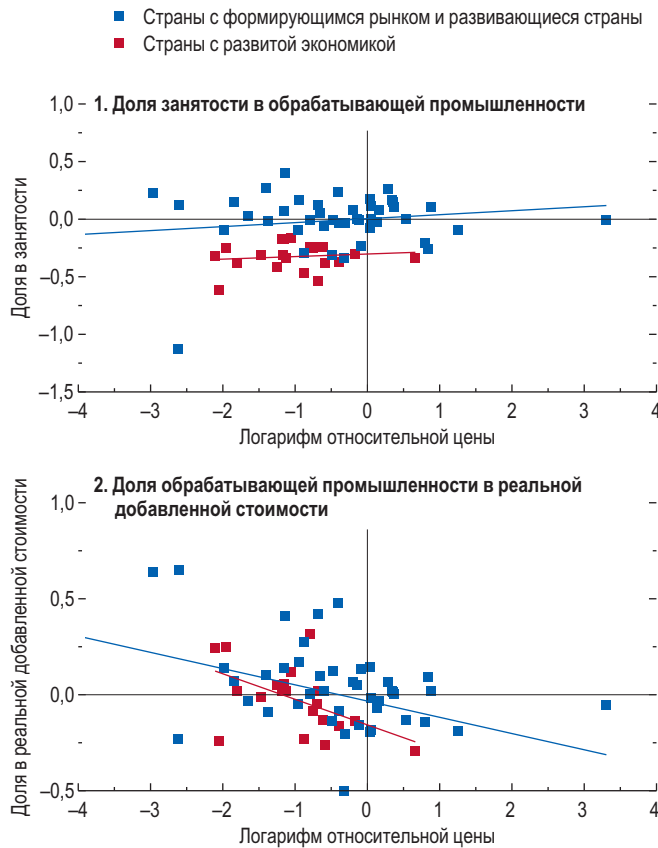 Страны с формирующимся рынком и развивающиеся страны
Страны с развитой экономикой
1. Доля занятости в обрабатывающей промышленности
1,0
0,5
0,0
–0,5
–1,0
–1,5
Доля в занятости
–4 –3 –2 –1 0 1 2 3 4
Логарифм относительной цены
2. Доля обрабатывающей промышленности в реальной
добавленной стоимости
1,0
0,5
0,0
–0,5
Доля в реальной добавленной стоимости
–4 –3 –2 –1 0 1 2 3 4
Логарифм относительной цены